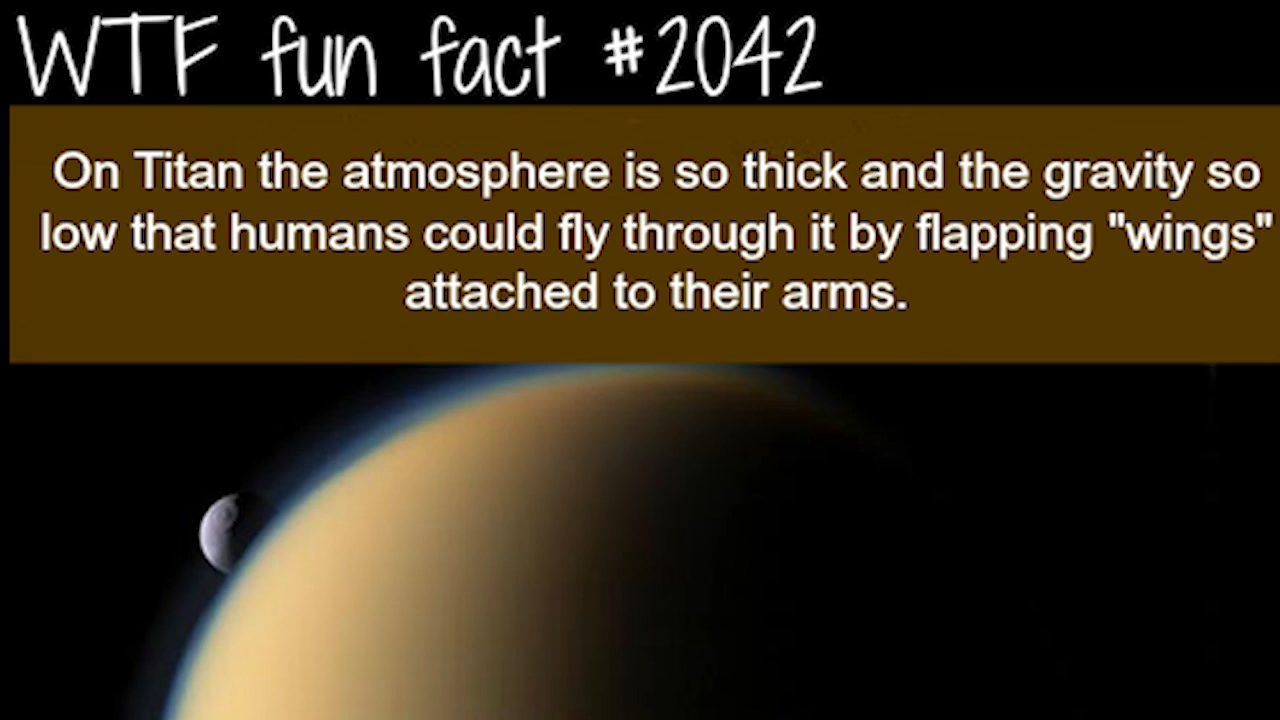 WTF fun fact #2042
On Titan the atmosphere is so thick and the gravity so
low that humans could fly through it by flapping "wings"
attached to their arms.